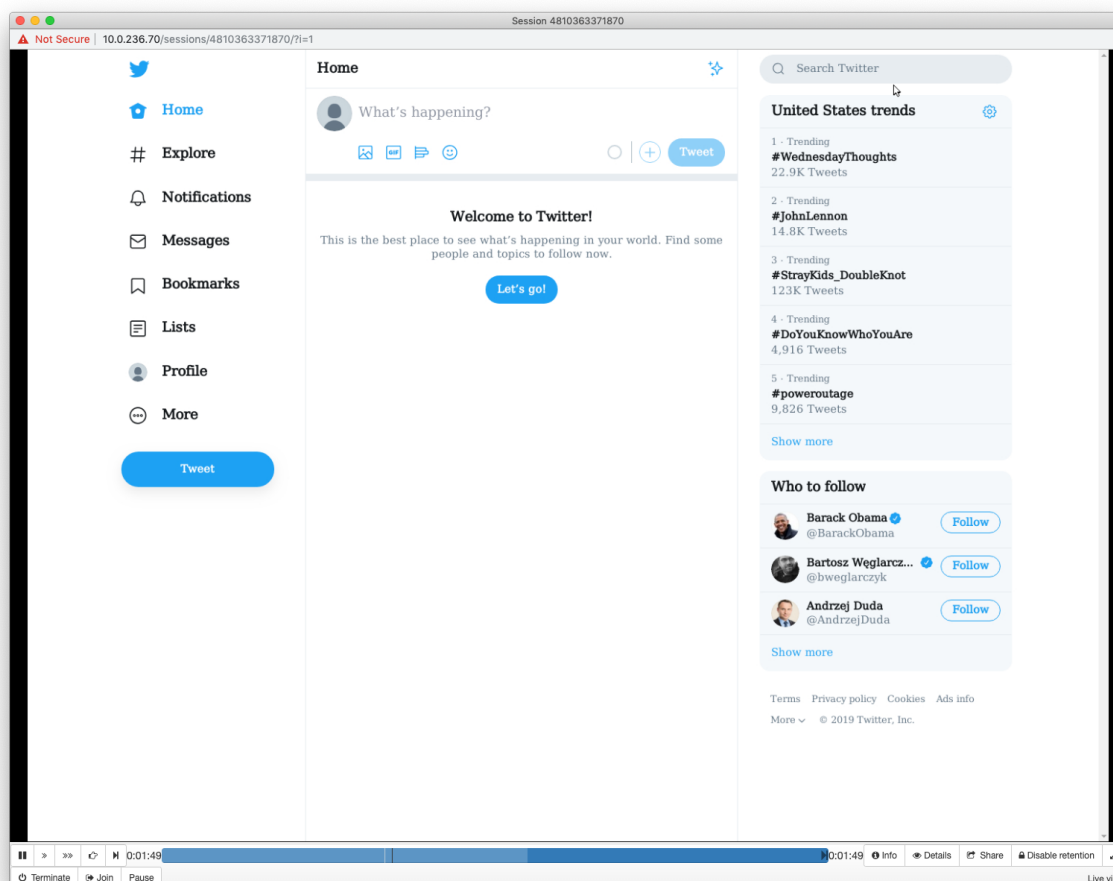 Session 4810363371870
Not Secure | 10.0.236.70/sessions/4810363371870/?i=1
Home
Explore
Notifications
Messages
Bookmarks
Lists
Profile
More
Tweet
Home
What's happening?
GIF
Tweet
Welcome to Twitter!
This is the best place to see what's happening in your world. Find some
people and topics to follow now.
Let's go!
Search Twitter
United States trends
1 · Trending
#WednesdayThoughts
22.9K Tweets
2 · Trending
#JohnLennon
14.8K Tweets
3 · Trending
#StrayKids_DoubleKnot
123K Tweets
4 · Trending
#DoYouKnowWhoYouAre
4,916 Tweets
5 · Trending
#poweroutage
9,826 Tweets
Show more
Who to follow
Barack Obama
@BarackObama
Follow
Bartosz Węglarcz...
@bweglarczyk
Follow
Andrzej Duda
@AndrzejDuda
Follow
Show more
Terms Privacy policy Cookies Ads info
More © 2019 Twitter, Inc.
0:01:49 0:01:49 Info Details Share Disable retention
Terminate Join Pause Live vi